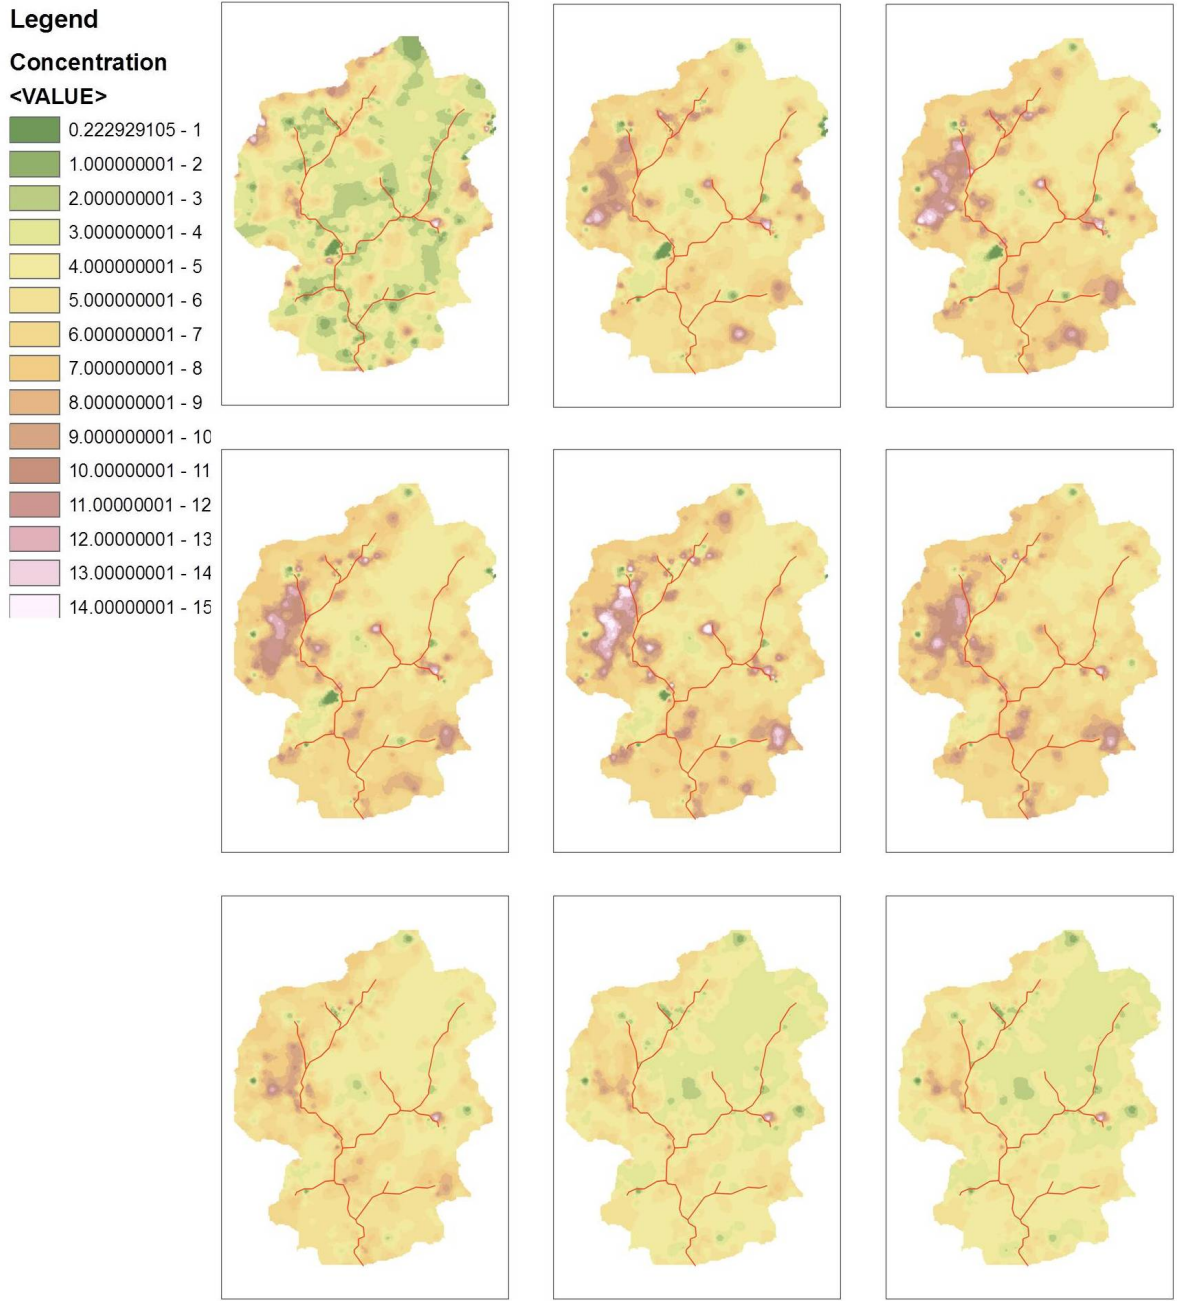 Legend
Concentration
<VALUE>
0.222929105 - 1
1.000000001 - 2
2.000000001 - 3
3.000000001 - 4
4.000000001 - 5
5.000000001 - 6
6.000000001 - 7
7.000000001 - 8
8.000000001 - 9
9.000000001 - 10
10.00000001 - 11
11.00000001 - 12
12.00000001 - 13
13.00000001 - 14
14.00000001 - 15